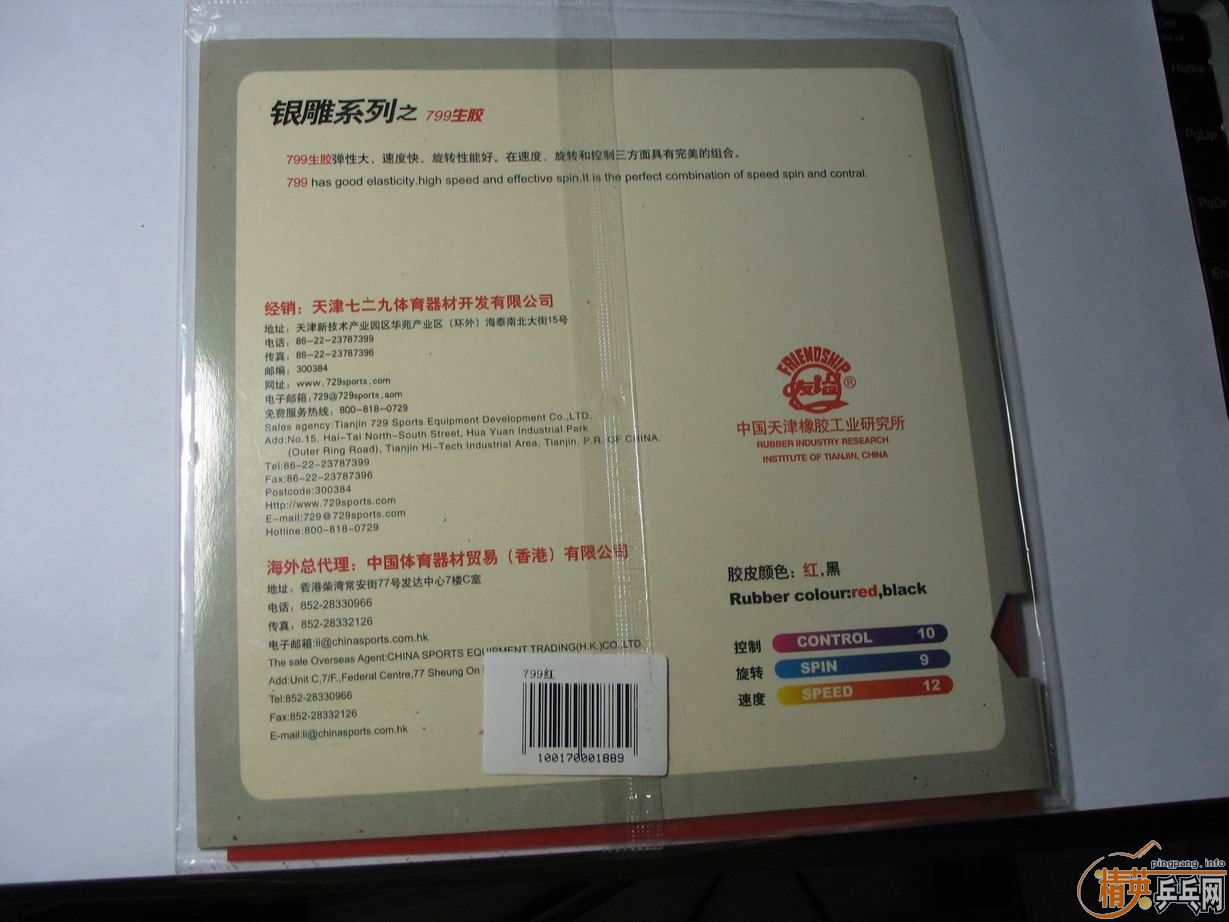 银雕系列之 799生胶
799生胶弹性大，速度快，旋转性能好。在速度、旋转和控制三方面具有完美的组合。
799 has good elasticity.high speed and effective spin.It is the perfect combination of speed spin and contral.
经销：天津七二九体育器材开发有限公司
地址：天津新技术产业园区华苑产业区（环外）海泰南北大街15号
电话：86-22-23787399
传真：86-22-23787396
邮编：300384
网址：www.729sports.com
电子邮箱:729@729sports.com
免费服务热线：800-818-0729
Sales agency:Tianjin 729 Sports Equipment Development Co.,LTD.
Add:No.15, Hai-Tai North-South Street, Hua Yuan Industrial Park
(Outer Ring Road), Tianjin Hi-Tech Industrial Area, Tianjin, P.R. OF CHINA.
Tel:86-22-23787399
Fax:86-22-23787396
Postcode:300384
Http://www.729sports.com
E-mail:729@729sports.com
Hotline:800-818-0729
海外总代理：中国体育器材贸易（香港）有限公司
地址：香港柴湾常安街77号发达中心7楼C室
电话：852-28330966
传真：852-28332126
电子邮箱:li@chinasports.com.hk
The sale Overseas Agent:CHINA SPORTS EQUIPMENT TRADING(H.K.)CO.,LTD
Add:Unit C,7/F.,Federal Centre,77 Sheung On
Tel:852-28330966
Fax:852-28332126
E-mail:li@chinasports.com.hk
799红
100170001889
FRIENDSHIP
友谊®
中国天津橡胶工业研究所
RUBBER INDUSTRY RESEARCH
INSTITUTE OF TIANJIN, CHINA
胶皮颜色：红,黑
Rubber colour:red,black
控制 CONTROL 10
旋转 SPIN 9
速度 SPEED 12
Home
PgUp
pingpang.info
精英乒乓网